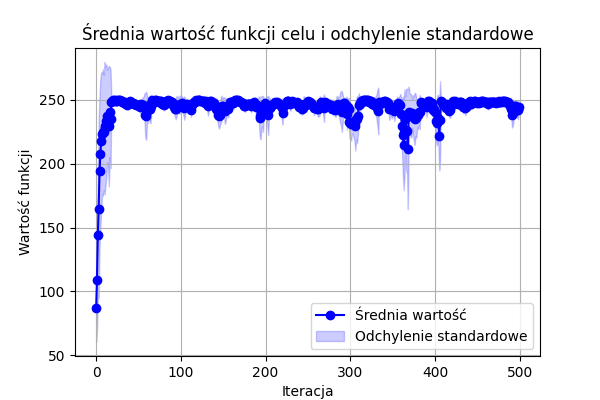 Średnia wartość funkcji celu i odchylenie standardowe
Wartość funkcji
250
200
150
100
50
0
100
200
300
400
500
Iteracja
Średnia wartość
Odchylenie standardowe